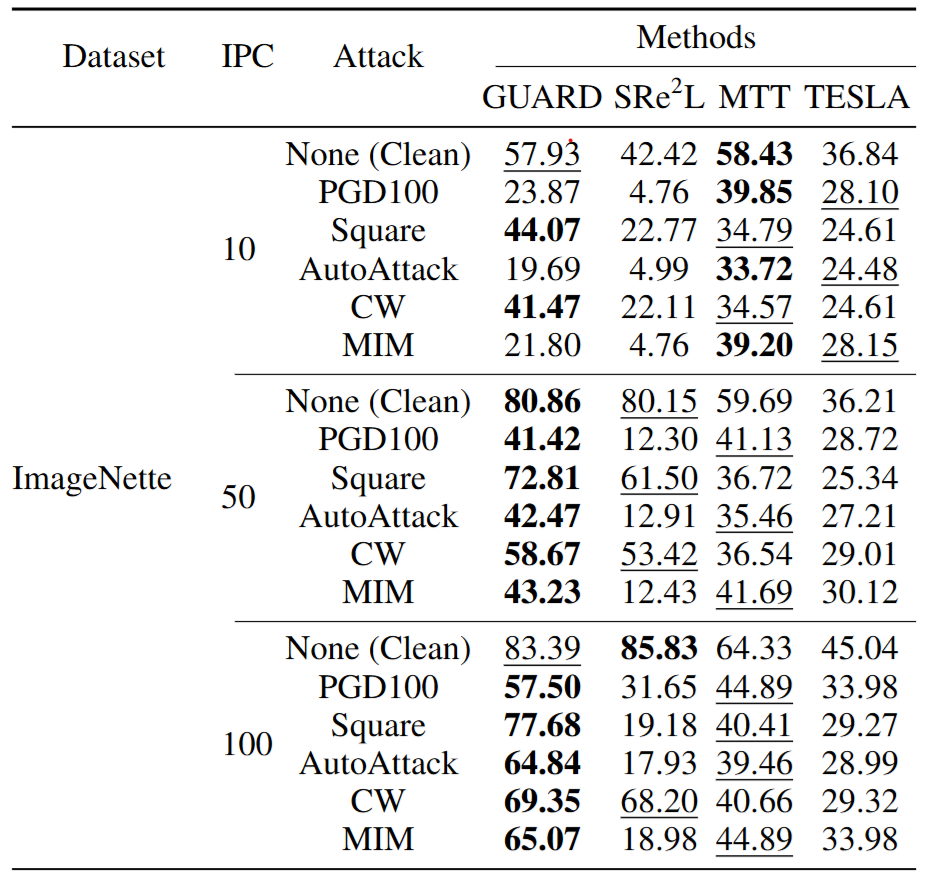 Dataset IPC Attack Methods
GUARD SRe²L MTT TESLA
None (Clean) 57.93 42.42 58.43 36.84
PGD100 23.87 4.76 39.85 28.10
Square 44.07 22.77 34.79 24.61
10
AutoAttack 19.69 4.99 33.72 24.48
CW 41.47 22.11 34.57 24.61
MIM 21.80 4.76 39.20 28.15
None (Clean) 80.86 80.15 59.69 36.21
PGD100 41.42 12.30 41.13 28.72
ImageNette Square 72.81 61.50 36.72 25.34
50
AutoAttack 42.47 12.91 35.46 27.21
CW 58.67 53.42 36.54 29.01
MIM 43.23 12.43 41.69 30.12
None (Clean) 83.39 85.83 64.33 45.04
PGD100 57.50 31.65 44.89 33.98
Square 77.68 19.18 40.41 29.27
100
AutoAttack 64.84 17.93 39.46 28.99
CW 69.35 68.20 40.66 29.32
MIM 65.07 18.98 44.89 33.98